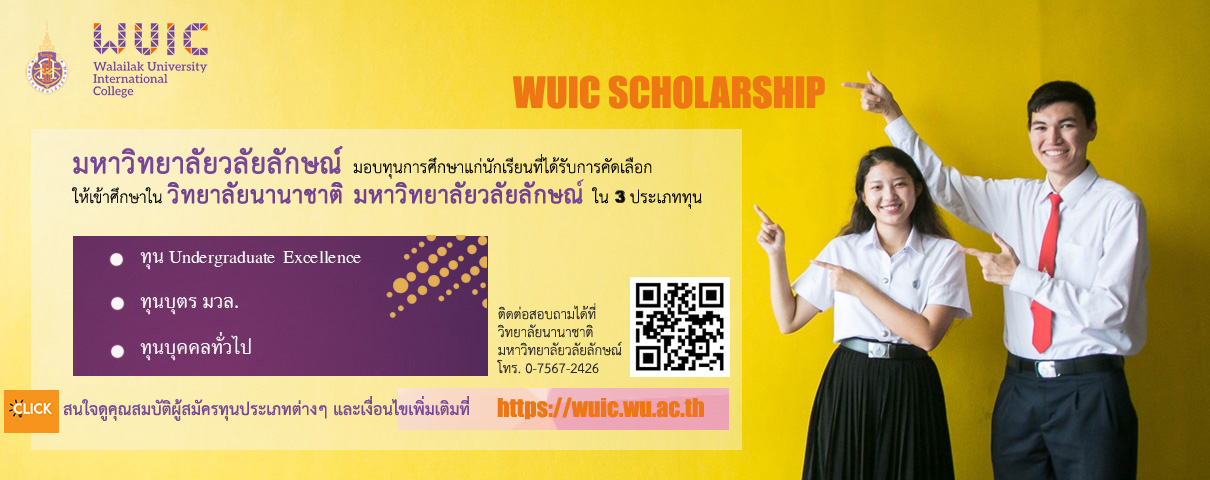 WUIC
Walailak University
International
College
WUIC SCHOLARSHIP
มหาวิทยาลัยวลัยลักษณ์ มอบทุนการศึกษาแก่นักเรียนที่ได้รับการคัดเลือก
ให้เข้าศึกษาใน วิทยาลัยนานาชาติ มหาวิทยาลัยวลัยลักษณ์ ใน 3 ประเภททุน
ทุน Undergraduate Excellence
ทุนบุตร มวล.
ทุนบุคคลทั่วไป
ติดต่อสอบถามได้ที่
วิทยาลัยนานาชาติ
มหาวิทยาลัยวลัยลักษณ์
โทร. 0-7567-2426
CLICK สนใจดูคุณสมบัติผู้สมัครทุนประเภทต่างๆ และเงื่อนไขเพิ่มเติมที่ https://wuic.wu.ac.th